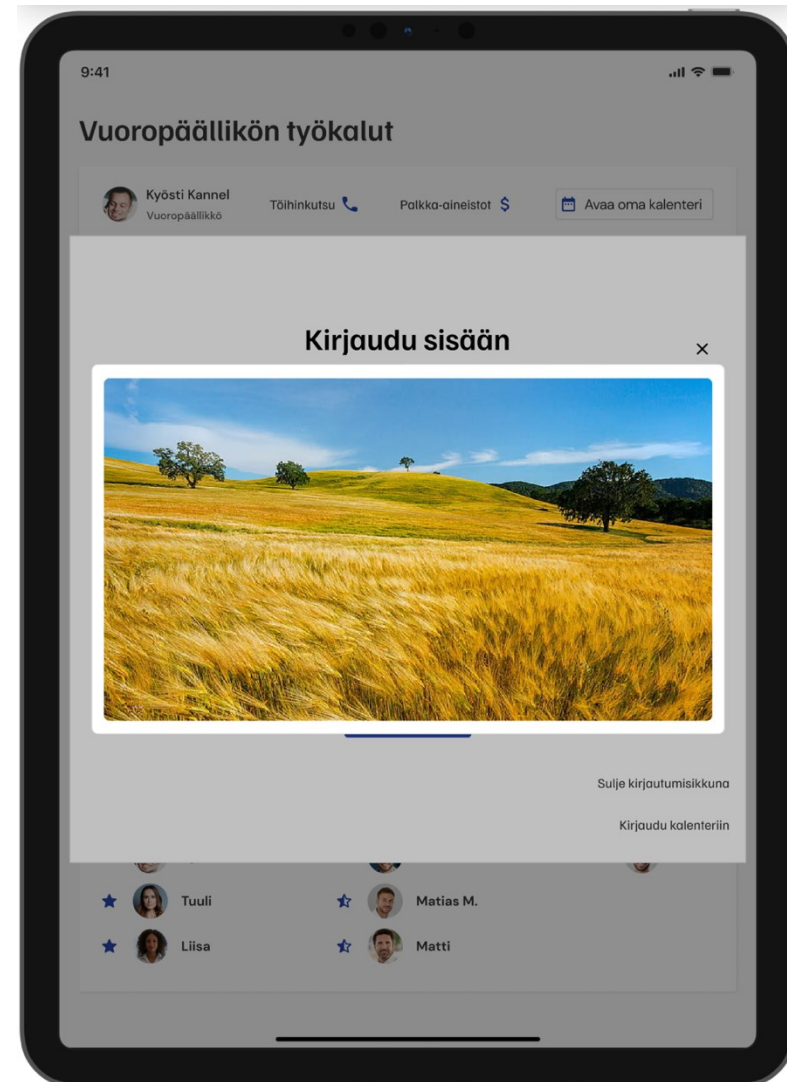 9:41
Vuoropäällikön työkalut
Kyösti Kannel
Vuoropäällikkö
Töihinkutsu
Palkka-aineistot $
Avaa oma kalenteri
Kirjaudu sisään
Sulje kirjautumisikkuna
Kirjaudu kalenteriin
Tuuli
Matias M.
Liisa
Matti